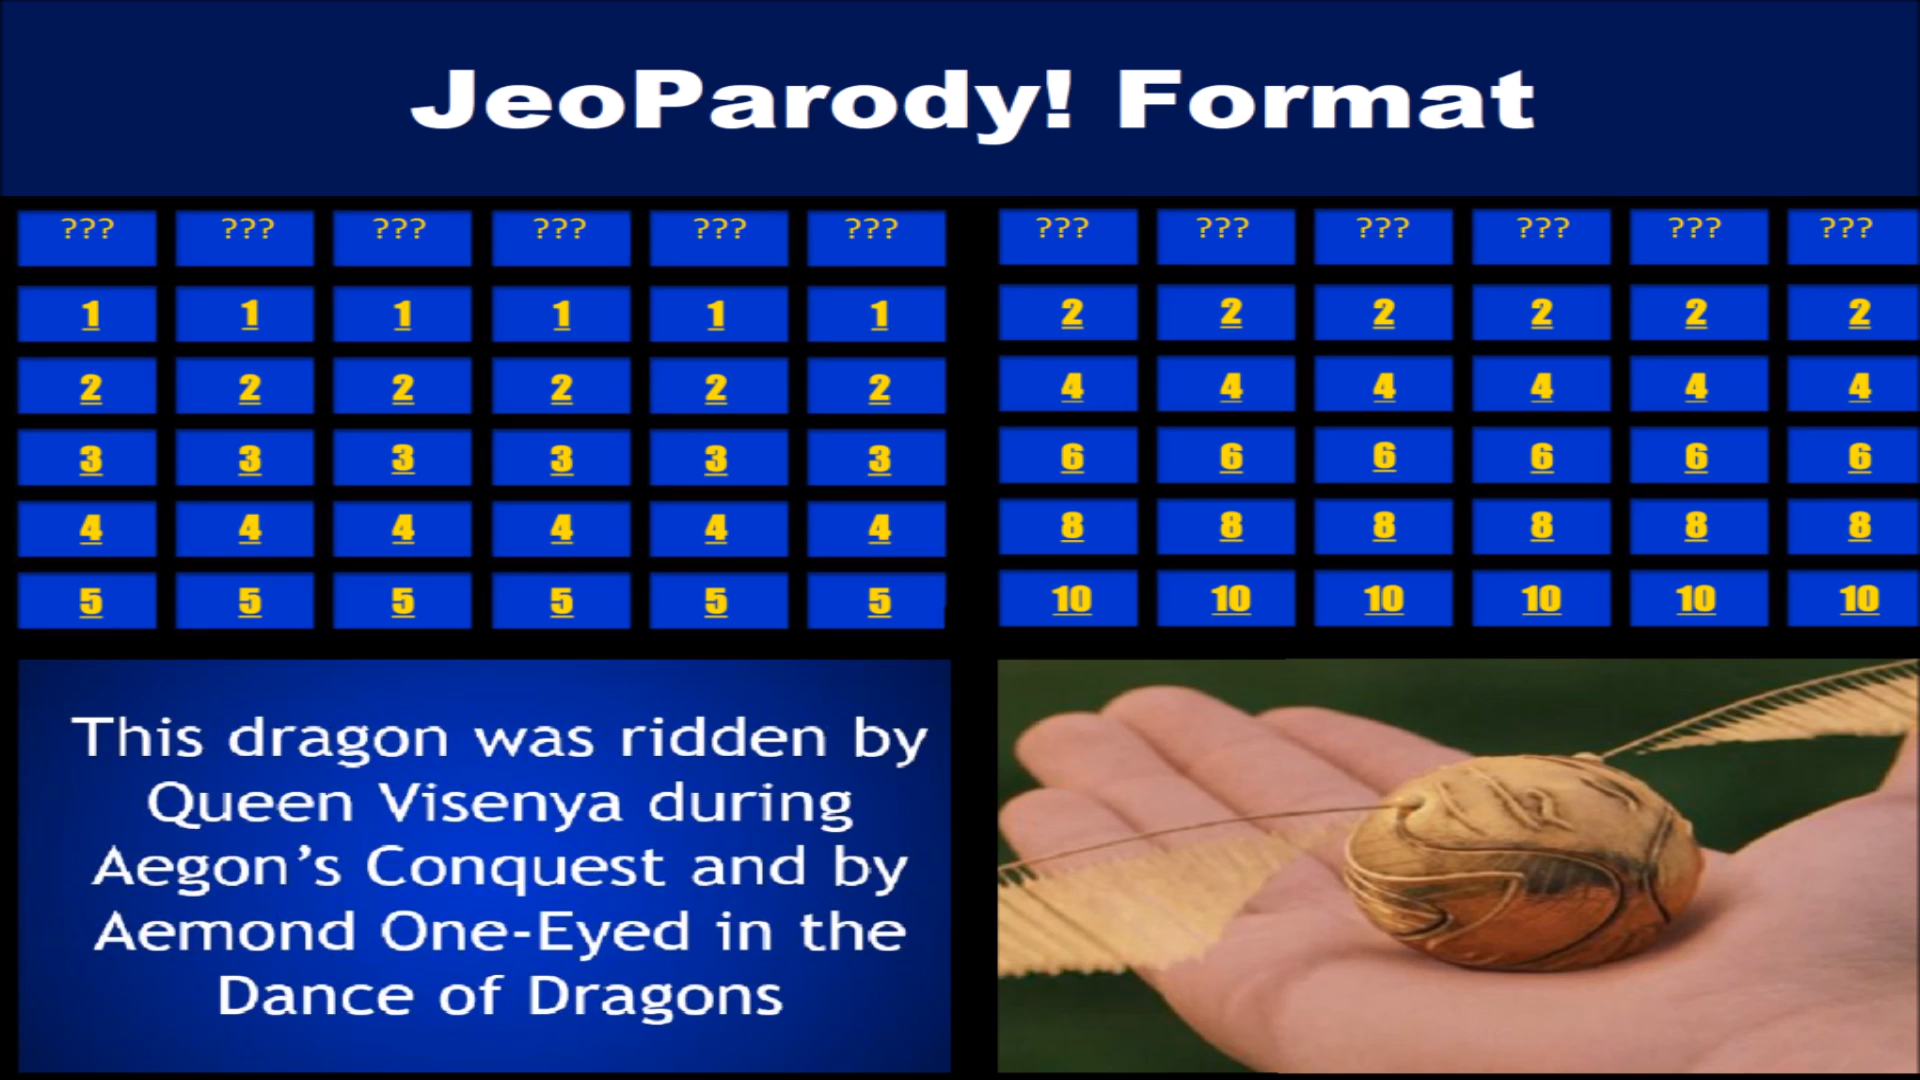 JeoParody! Format
??? ??? ??? ??? ??? ??? ??? ??? ??? ??? ??? ???
1 1 1 1 1 1 2 2 2 2 2 2
2 2 2 2 2 2 4 4 4 4 4 4
3 3 3 3 3 3 6 6 6 6 6 6
4 4 4 4 4 4 8 8 8 8 8 8
5 5 5 5 5 5 10 10 10 10 10 10
This dragon was ridden by
Queen Visenya during
Aegon’s Conquest and by
Aemond One-Eyed in the
Dance of Dragons